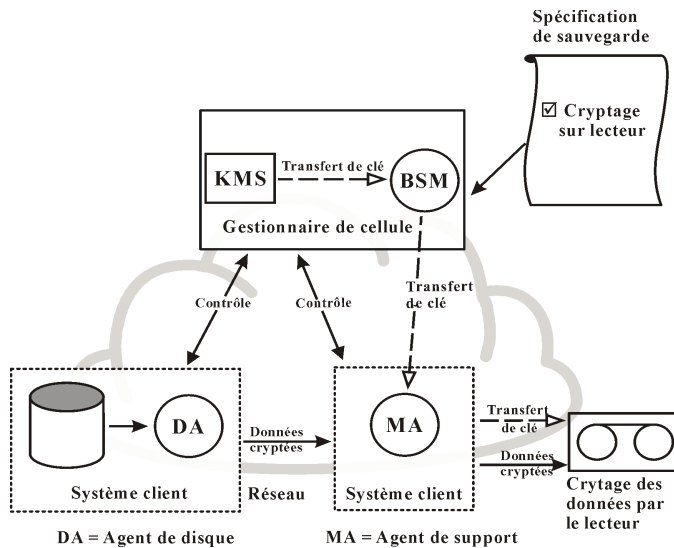 Spécification
de sauvegarde
Cryptage
sur lecteur
KMS
Transfert de clé
BSM
Gestionnaire de cellule
Contrôle
Contrôle
Transfert
de clé
DA
Données
cryptées
MA
Transfert
de clé
Données
cryptées
Système client
Réseau
Système client
Crytage des
données par
le lecteur
DA = Agent de disque
MA = Agent de support